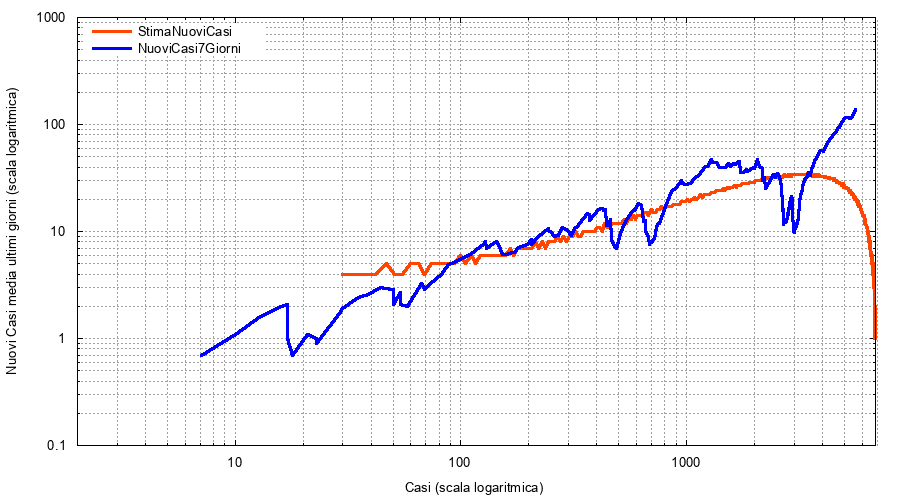 1000
StimaNuoviCasi
NuoviCasi7Giorni
100
10
1
0.1
Nuovi Casi media ultimi giorni (scala logaritmica)
10
100
1000
Casi (scala logaritmica)